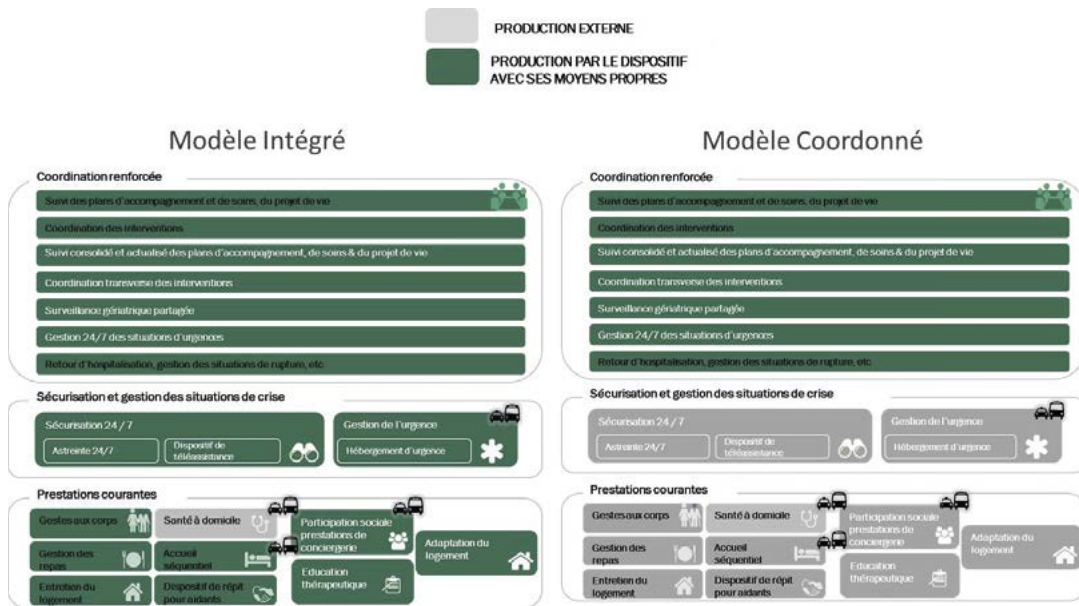 PRODUCTION EXTERNE
PRODUCTION PAR LE DISPOSITIF
AVEC SES MOYENS PROPRES
Modèle Intégré
Coordination renforcée
Suivi des plans d'accompagnement et de soins, du projet de vie
Coordination des interventions
Suivi consolidé et actualisé des plans d'accompagnement, de soins & du projet de vie
Coordination transverse des interventions
Surveillance gériatrique partagée
Gestion 24/7 des situations d'urgences
Retour d'hospitalisation, gestion des situations de rupture, etc.
Sécurisation et gestion des situations de crise
Sécurisation 24 / 7
Astreinte 24/7
Dispositif de
téléassistance
Gestion de l'urgence
Hébergement d'urgence
Prestations courantes
Gestes aux corps
Santé à domicile
Participation sociale
prestations de
conciergerie
Adaptation du
logement
Gestion des
repas
Accueil
séquentiel
Education
thérapeutique
Entretien du
logement
Dispositif de répit
pour aidants
Modèle Coordonné
Coordination renforcée
Suivi des plans d'accompagnement et de soins, du projet de vie
Coordination des interventions
Suivi consolidé et actualisé des plans d'accompagnement, de soins & du projet de vie
Coordination transverse des interventions
Surveillance gériatrique partagée
Gestion 24/7 des situations d'urgences
Retour d'hospitalisation, gestion des situations de rupture, etc.
Sécurisation et gestion des situations de crise
Sécurisation 24 / 7
Astreinte 24/7
Dispositif de
téléassistance
Gestion de l'urgence
Hébergement d'urgence
Prestations courantes
Gestes aux corps
Santé à domicile
Participation sociale
prestations de
conciergerie
Adaptation du
logement
Gestion des
repas
Accueil
séquentiel
Education
thérapeutique
Entretien du
logement
Dispositif de répit
pour aidants